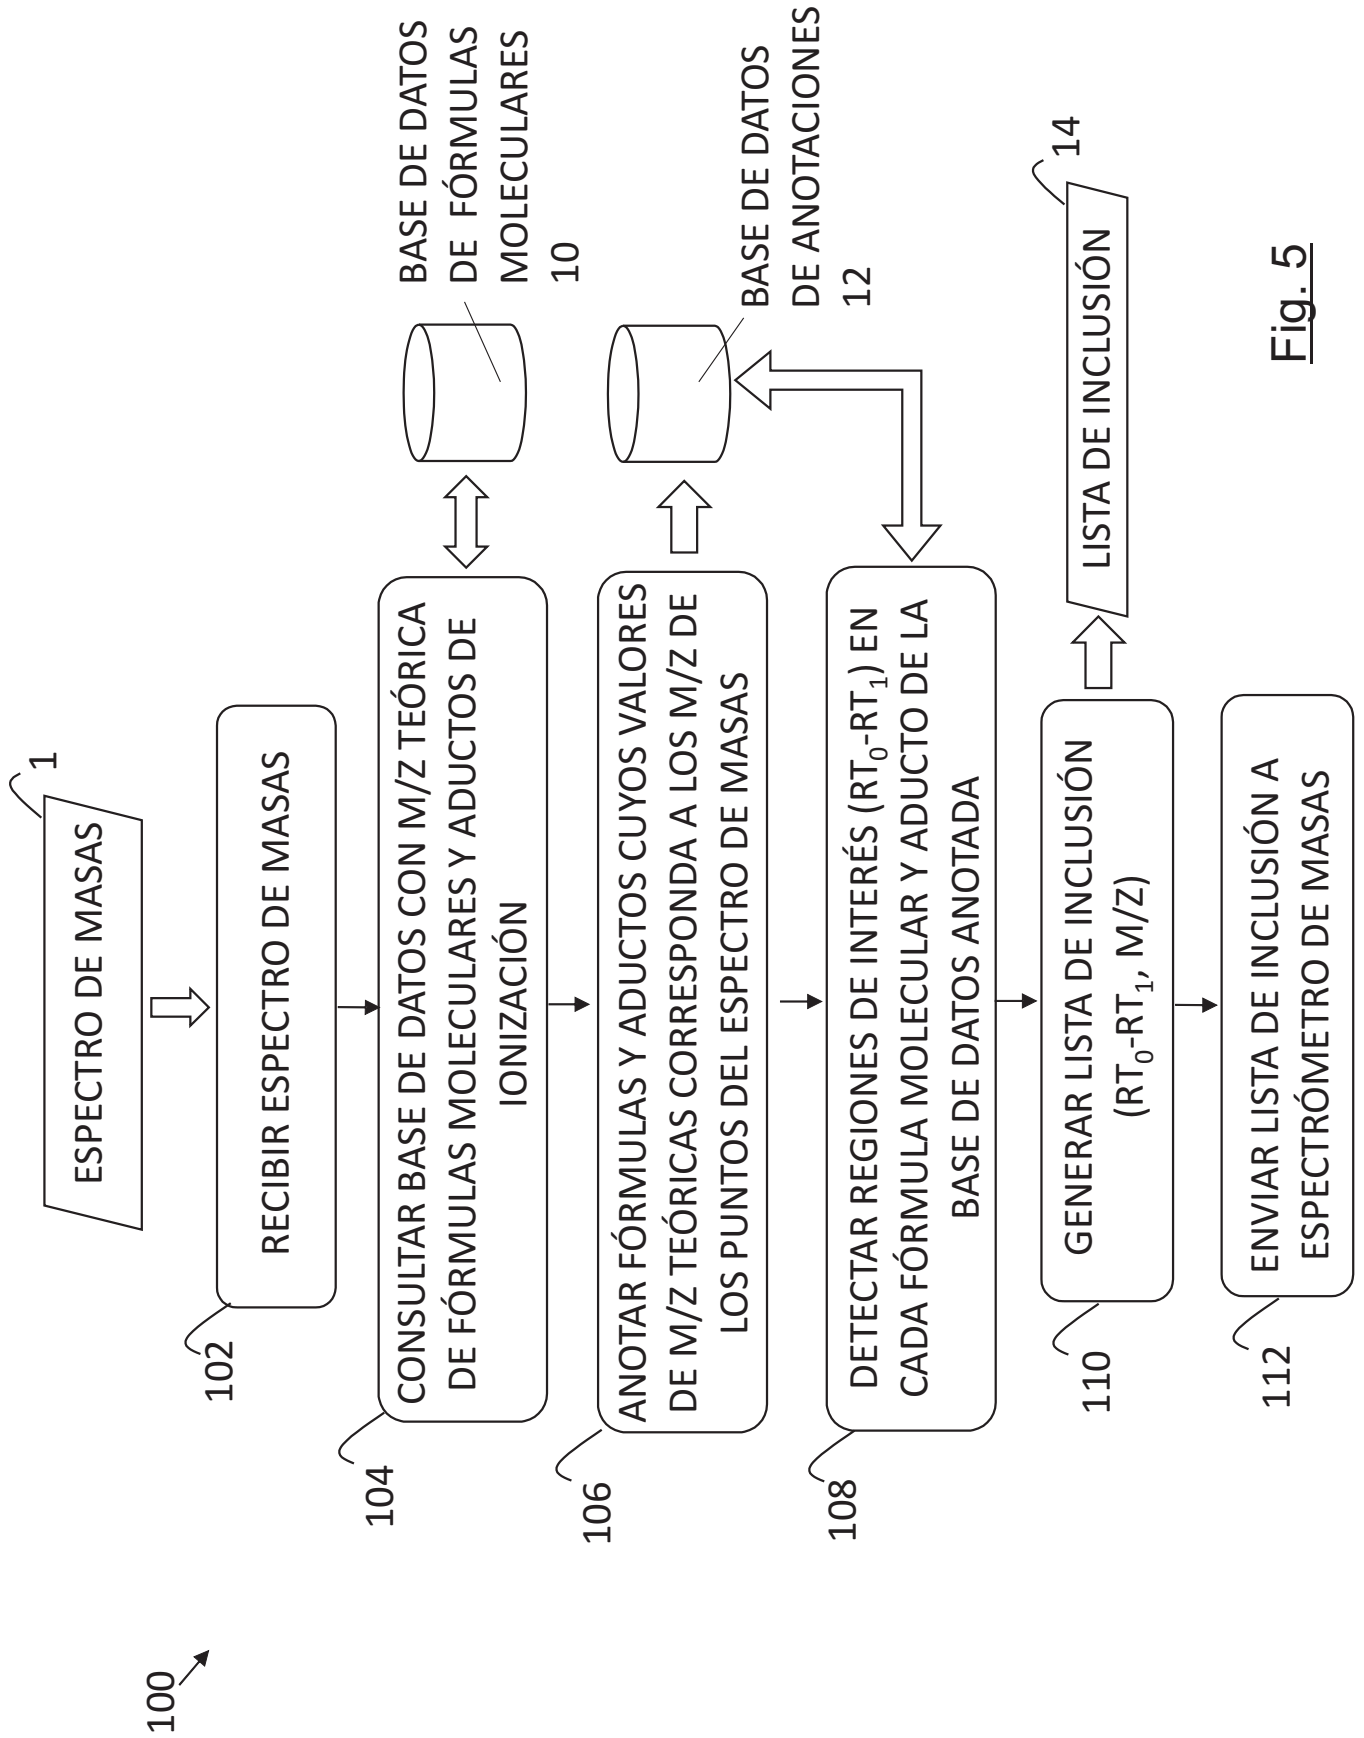 100
1
ESPECTRO DE MASAS
102
RECIBIR ESPECTRO DE MASAS
104
CONSULTAR BASE DE DATOS CON M/Z TEÓRICA
DE FÓRMULAS MOLECULARES Y ADUCTOS DE
IONIZACIÓN
BASE DE DATOS
DE FÓRMULAS
MOLECULARES
10
106
ANOTAR FÓRMULAS Y ADUCTOS CUYOS VALORES
DE M/Z TEÓRICAS CORRESPONDA A LOS M/Z DE
LOS PUNTOS DEL ESPECTRO DE MASAS
BASE DE DATOS
DE ANOTACIONES
12
108
DETECTAR REGIONES DE INTERÉS (RT₀-RT₁) EN
CADA FÓRMULA MOLECULAR Y ADUCTO DE LA
BASE DE DATOS ANOTADA
110
GENERAR LISTA DE INCLUSIÓN
(RT₀-RT₁, M/Z)
14
LISTA DE INCLUSIÓN
112
ENVIAR LISTA DE INCLUSIÓN A
ESPECTRÓMETRO DE MASAS
Fig. 5